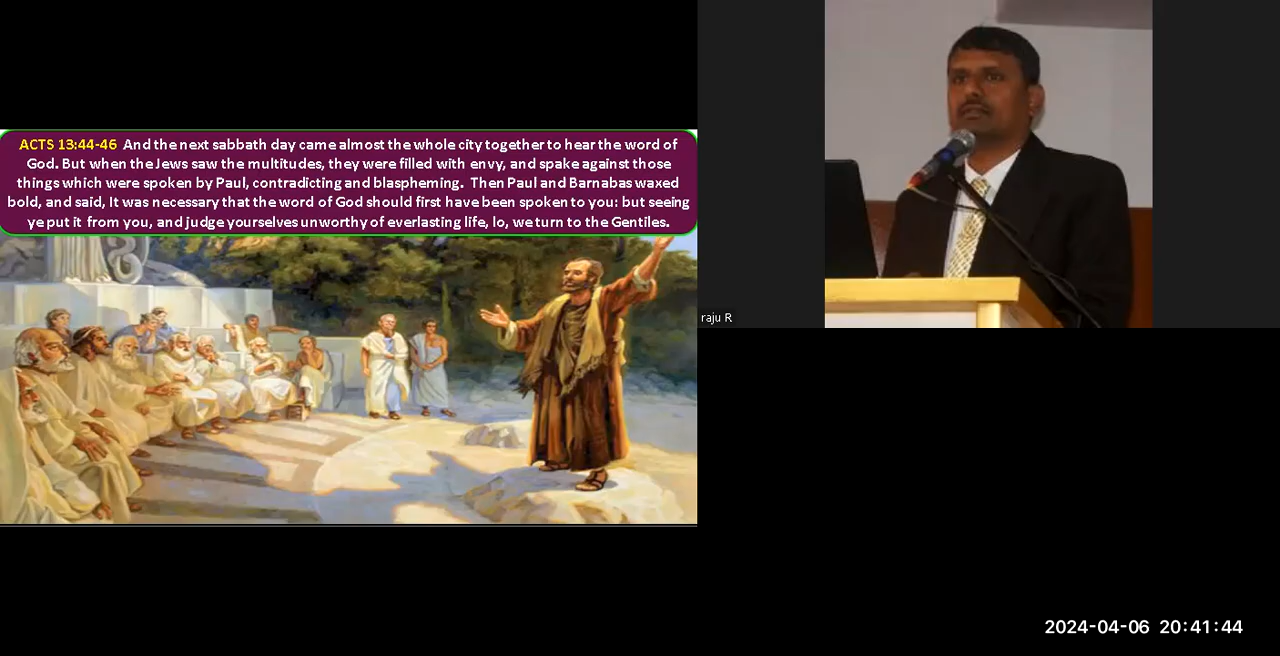 ACTS 13:44-46 And the next sabbath day came almost the whole city together to hear the word of
God. But when the Jews saw the multitudes, they were filled with envy, and spake against those
things which were spoken by Paul, contradicting and blaspheming. Then Paul and Barnabas waxed
bold, and said, It was necessary that the word of God should first have been spoken to you: but seeing
ye put it from you, and judge yourselves unworthy of everlasting life, lo, we turn to the Gentiles.
raju R
2024-04-06 20:41:44